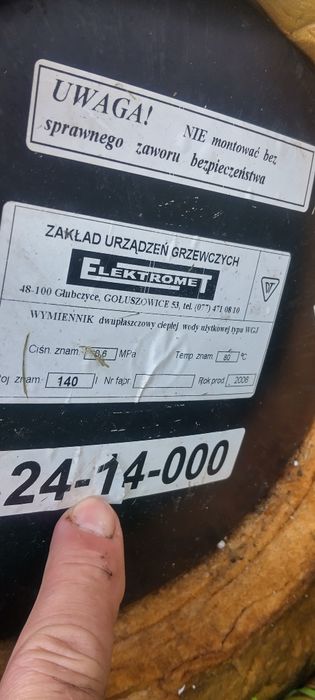 UWAGA! NIE montować bez
sprawnego zaworu bezpieczeństwa
ZAKŁAD URZĄDZEŃ GRZEWCZYCH
ELEKTROMET
48-100 Głubczyce, GOŁUSZOWICE 53, tel. (077) 471 08 10
WYMIENNIK dwupłaszczowy ciepłej wody użytkowej typu WGJ
Ciśn. znam. 0,6 MPa Temp. znam. 80 °C
Poj. znam. 140 l Nr fabr. Rok prod. 2008
24-14-000